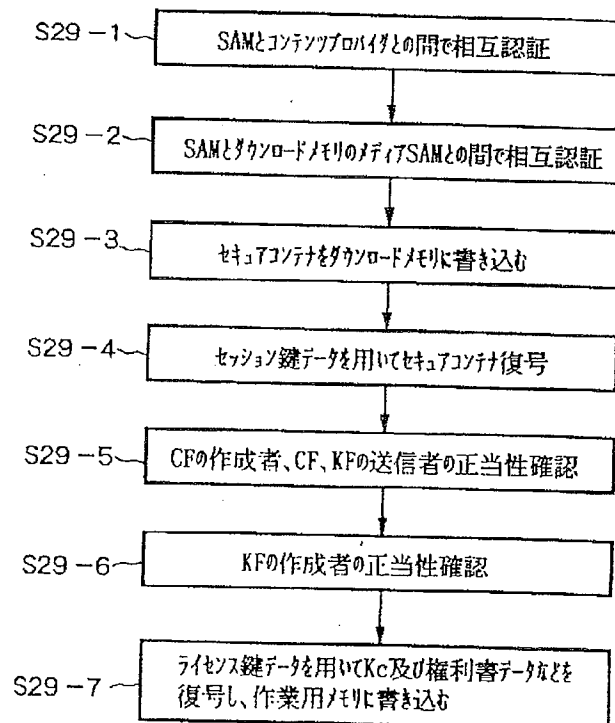 S29-1
SAMとコンテンツプロバイダとの間で相互認証
S29-2
SAMとダウンロードメモリのメディアSAMとの間で相互認証
S29-3
セキュアコンテナをダウンロードメモリに書き込む
S29-4
セッション鍵データを用いてセキュアコンテナ復号
S29-5
CFの作成者、CF、KFの送信者の正当性確認
S29-6
KFの作成者の正当性確認
S29-7
ライセンス鍵データを用いてKc及び権利書データなどを
復号し、作業用メモリに書き込む